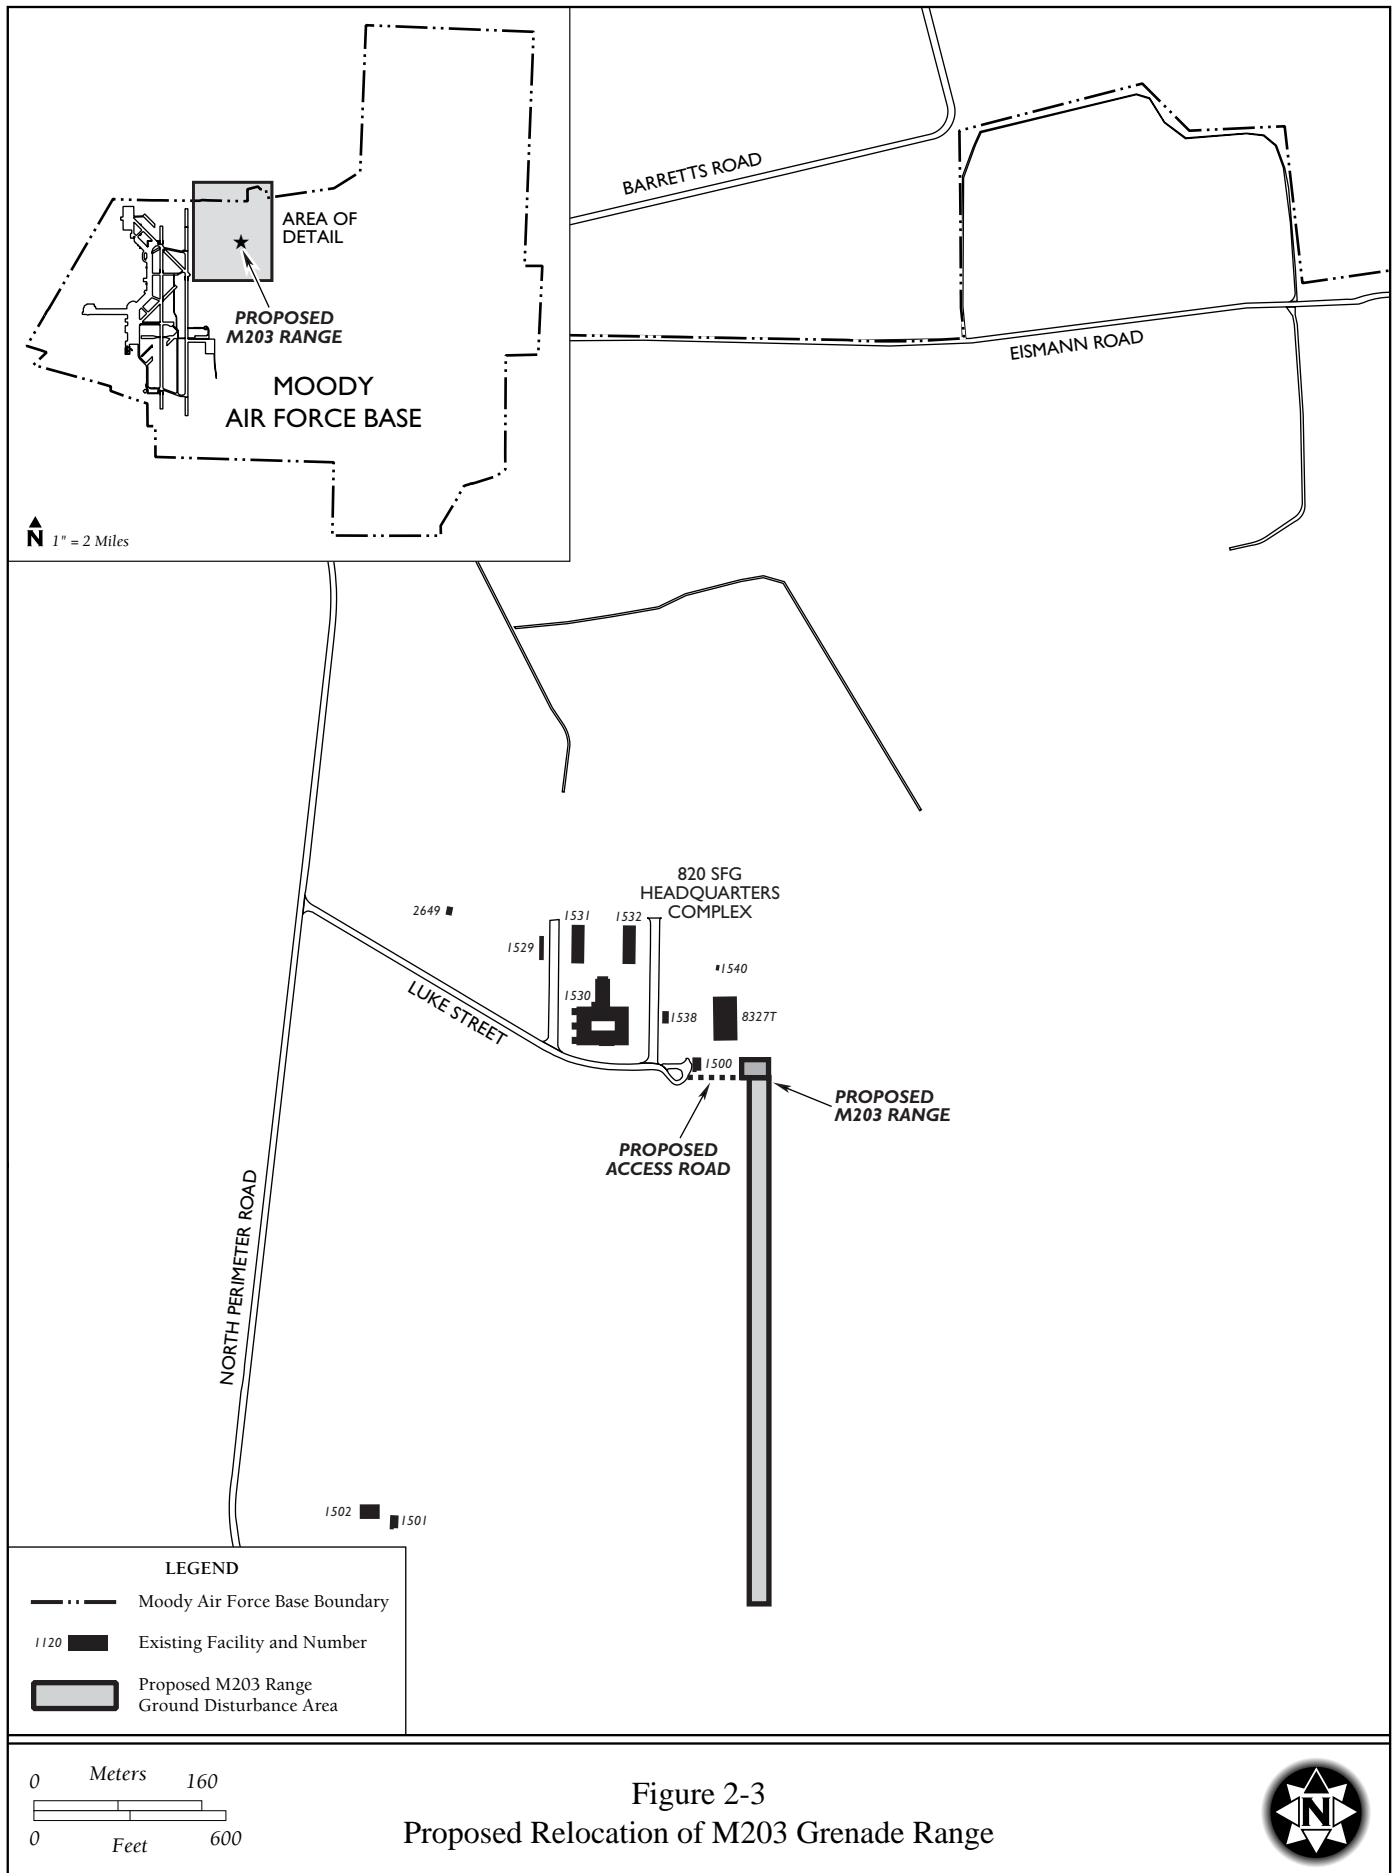 BARRETTS ROAD
AREA OF
DETAIL
PROPOSED
M203 RANGE
MOODY
AIR FORCE BASE
N 1" = 2 Miles
EISMANN ROAD
820 SFG
HEADQUARTERS
COMPLEX
2649
1531
1532
1529
1540
1530
LUKE STREET
1538
8327T
1500
PROPOSED
M203 RANGE
PROPOSED
ACCESS ROAD
NORTH PERIMETER ROAD
1502
1501
LEGEND
Moody Air Force Base Boundary
1120 Existing Facility and Number
Proposed M203 Range
Ground Disturbance Area
0 Meters 160
0 Feet 600
Figure 2-3
Proposed Relocation of M203 Grenade Range
N